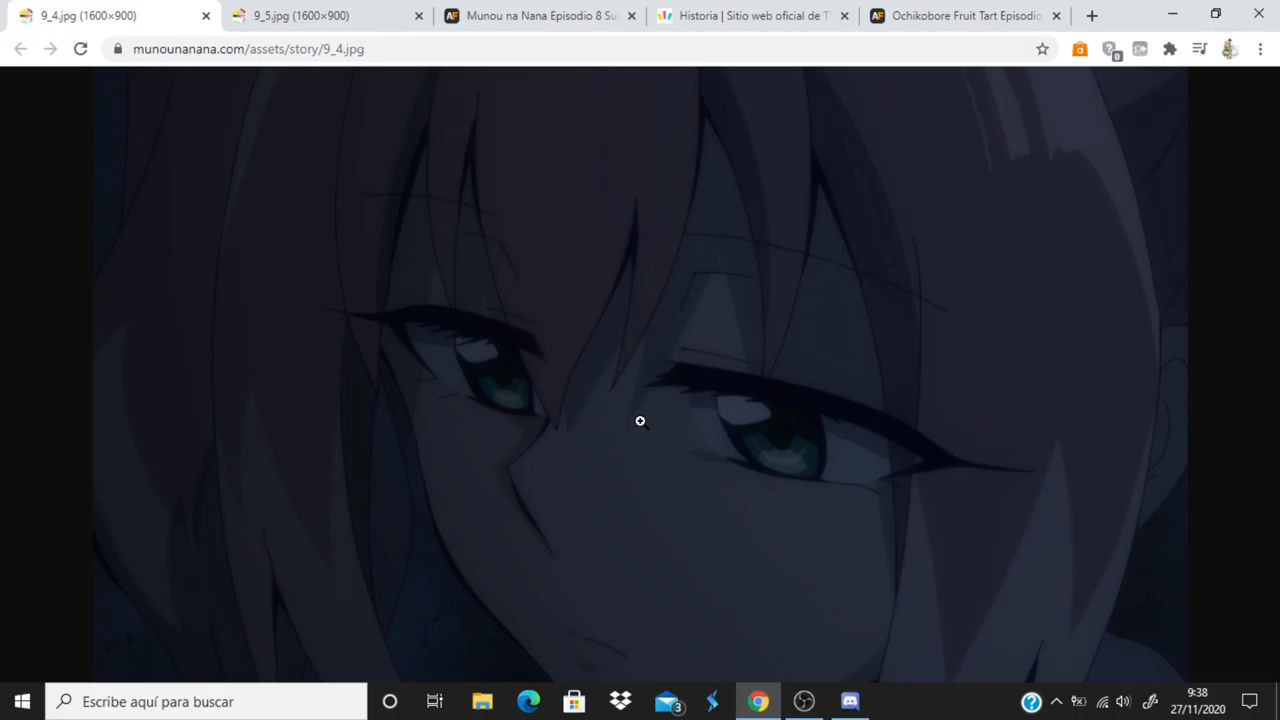 9_4.jpg (1600×900)
9_5.jpg (1600×900)
Munou na Nana Episodio 8 Su
Historia | Sitio web oficial de T
Ochikobore Fruit Tart Episodio
munounanana.com/assets/story/9_4.jpg
0
Escribe aquí para buscar
3
9:38
27/11/2020